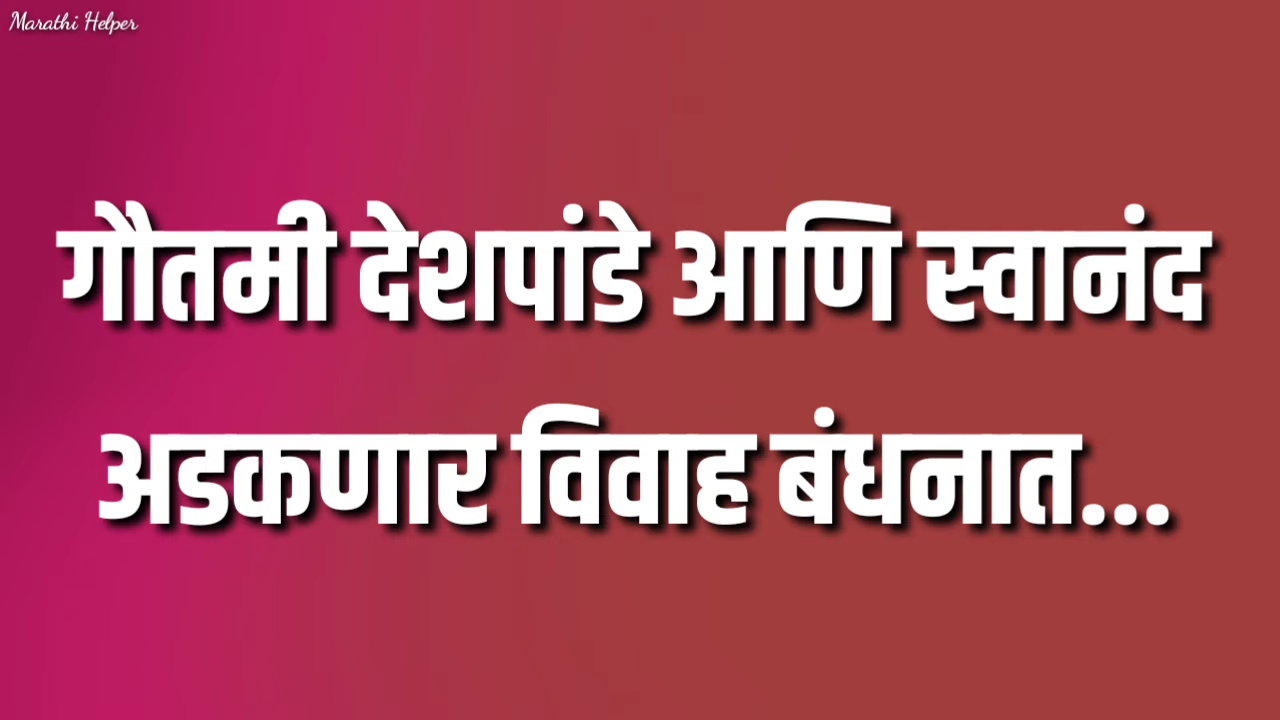 Marathi Helper
गौतमी देशपांडे आणि स्वानंद
अडकणार विवाह बंधनात...